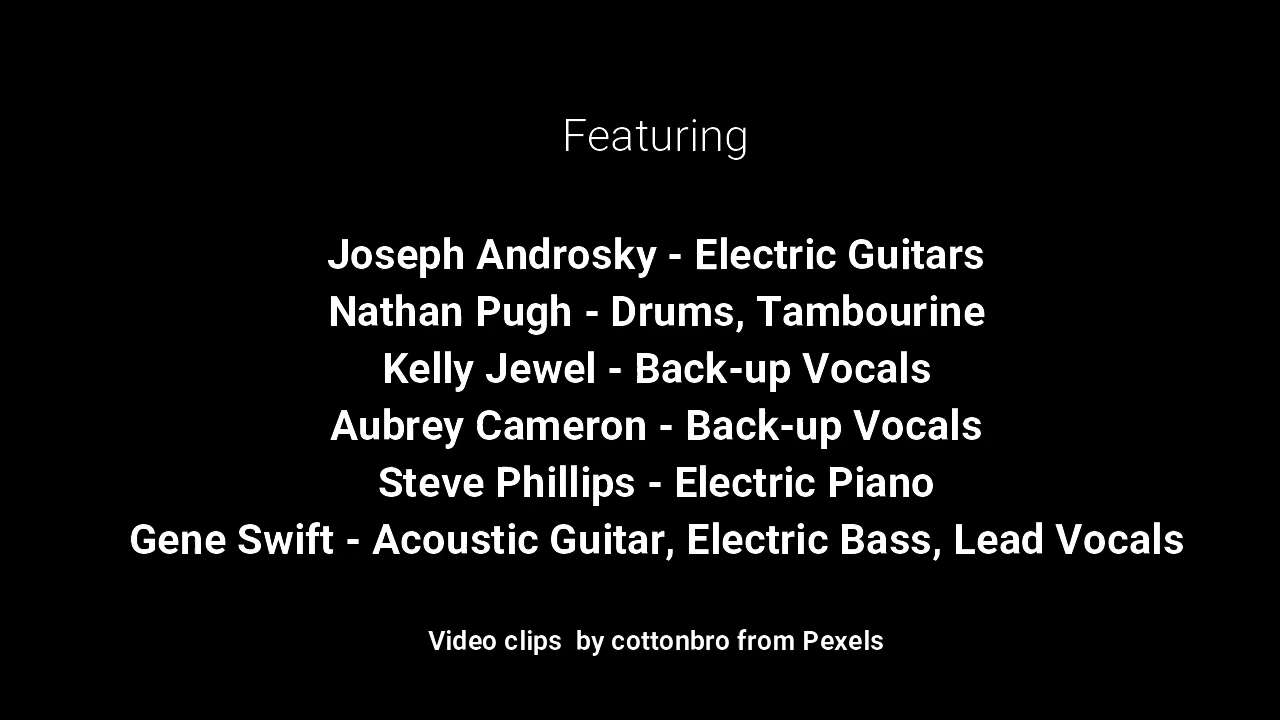 Featuring
Joseph Androsky - Electric Guitars
Nathan Pugh - Drums, Tambourine
Kelly Jewel - Back-up Vocals
Aubrey Cameron - Back-up Vocals
Steve Phillips - Electric Piano
Gene Swift - Acoustic Guitar, Electric Bass, Lead Vocals
Video clips  by cottonbro from Pexels